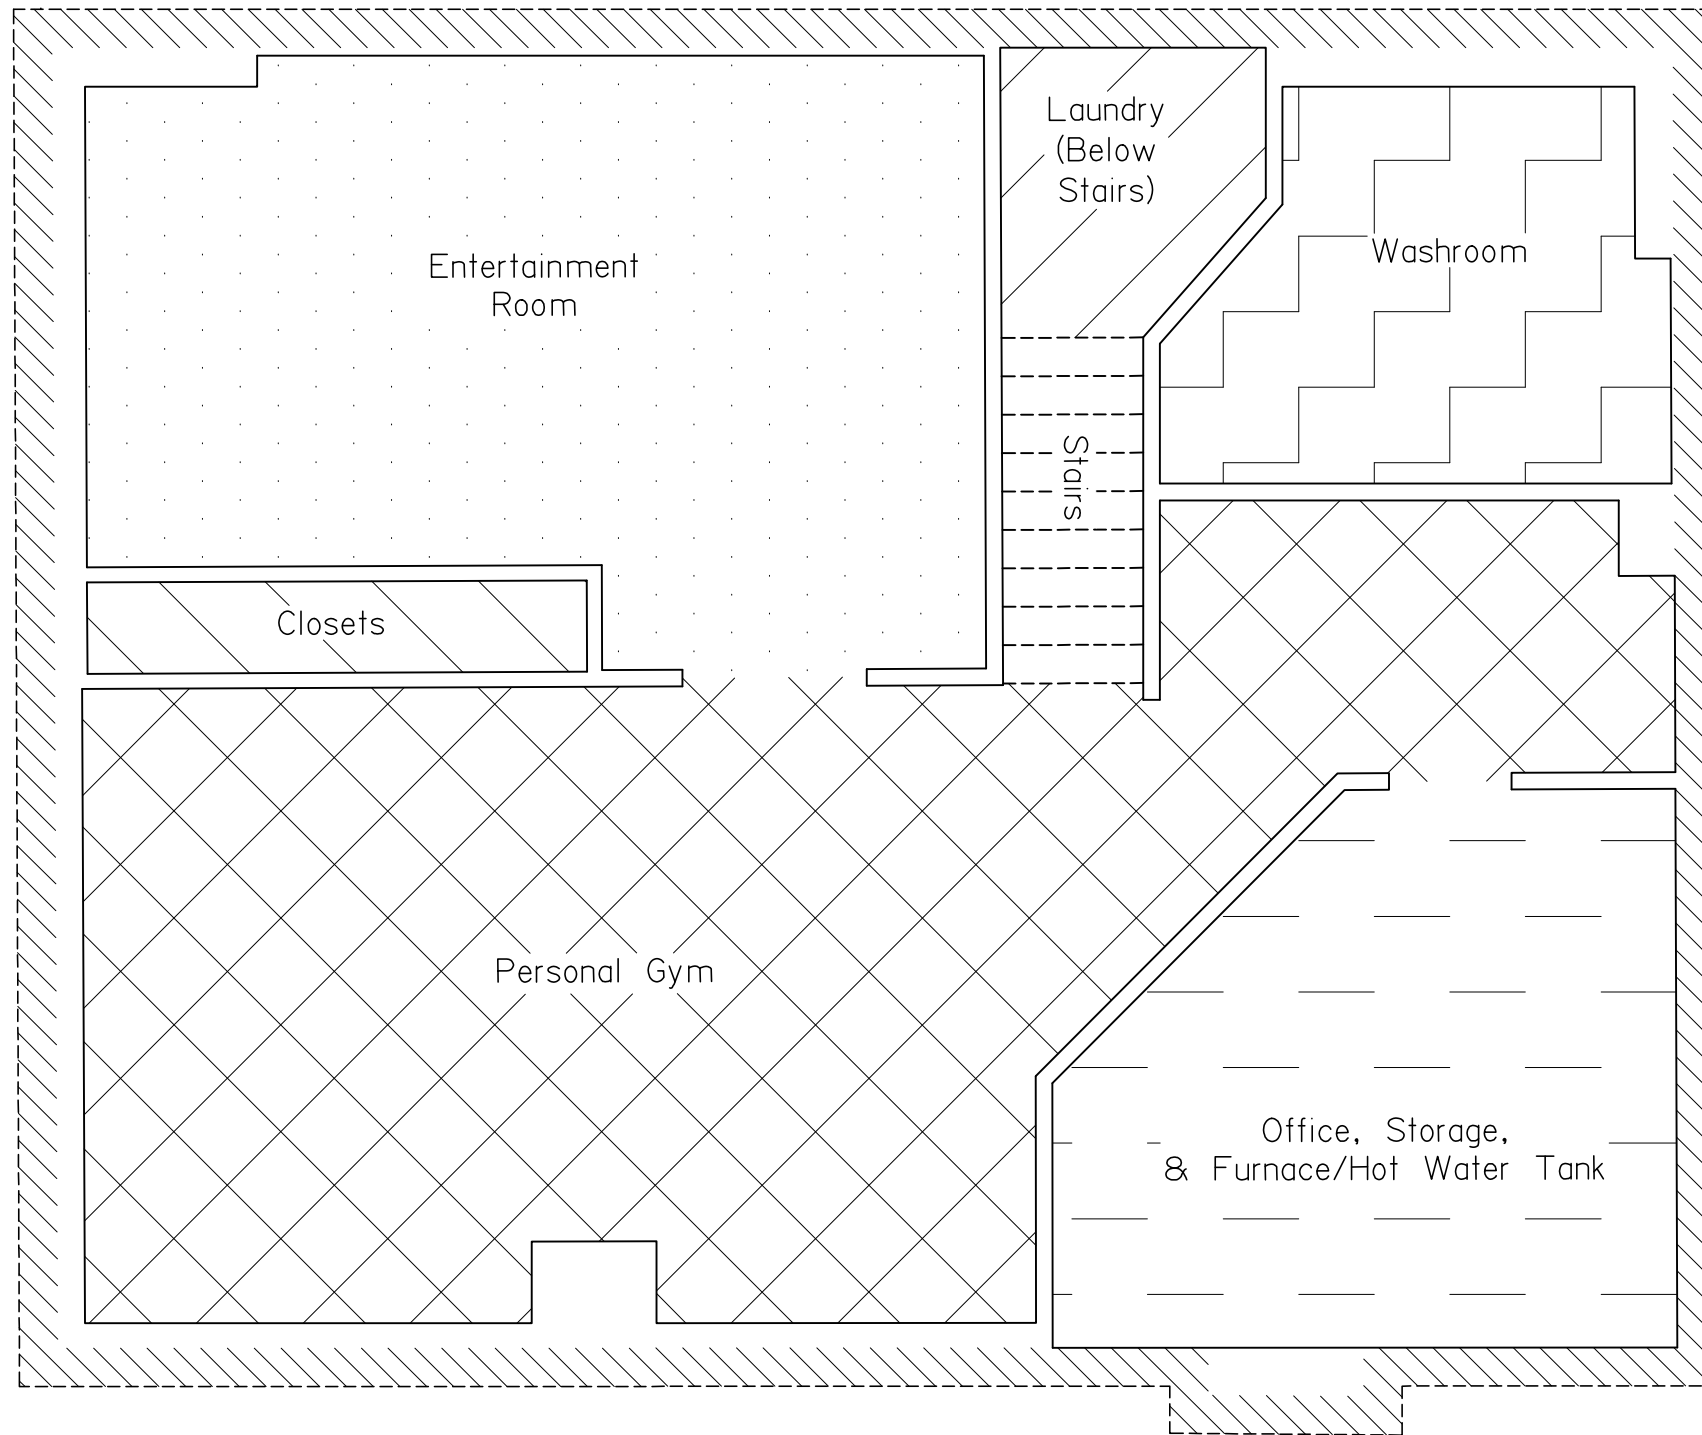 Laundry
(Below
Stairs)
Washroom
Entertainment
Room
Stairs
Closets
Personal Gym
Office, Storage,
& Furnace/Hot Water Tank